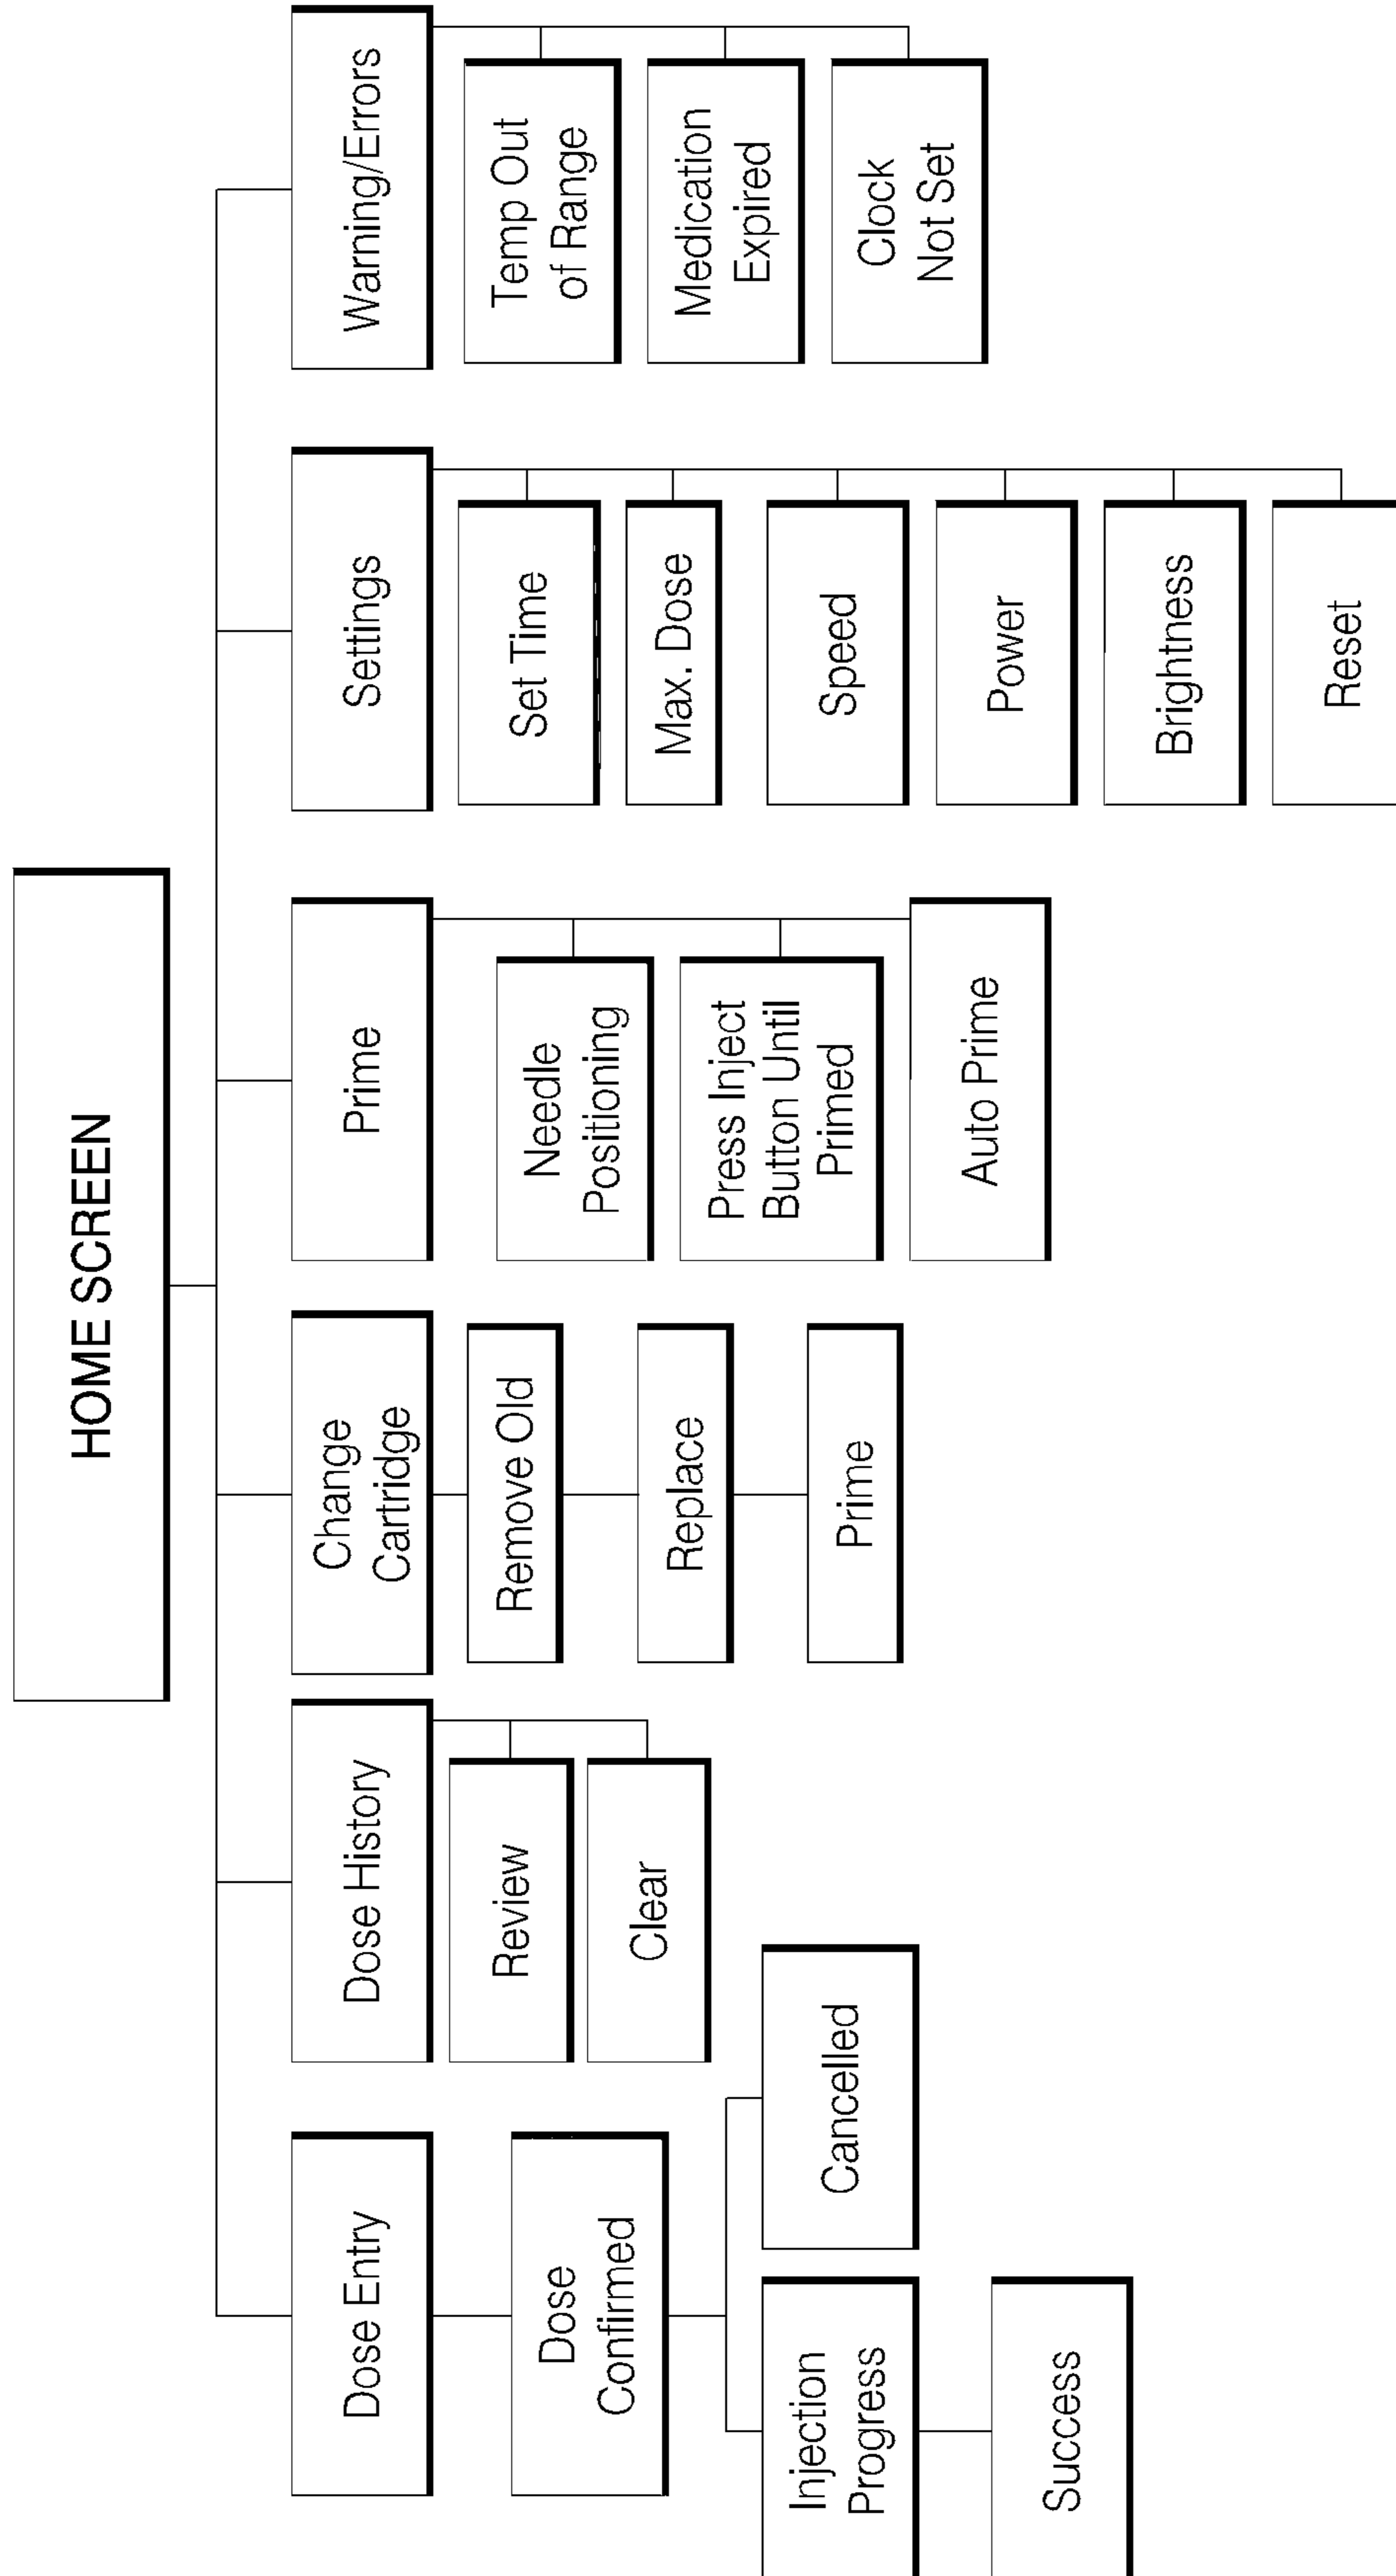 HOME SCREEN
Dose Entry
Dose
Confirmed
Injection
Progress
Success
Cancelled
Dose History
Review
Clear
Change
Cartridge
Remove Old
Replace
Prime
Prime
Needle
Positioning
Press Inject
Button Until
Primed
Auto Prime
Settings
Set Time
Max. Dose
Speed
Power
Brightness
Reset
Warning/Errors
Temp Out
of Range
Medication
Expired
Clock
Not Set